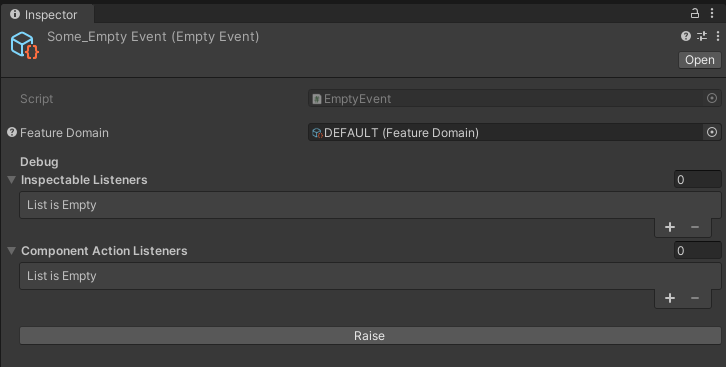 Inspector
Some_Empty Event (Empty Event)
Open
Script EmptyEvent
Feature Domain DEFAULT (Feature Domain)
Debug
Inspectable Listeners 0
List is Empty
Component Action Listeners 0
List is Empty
Raise